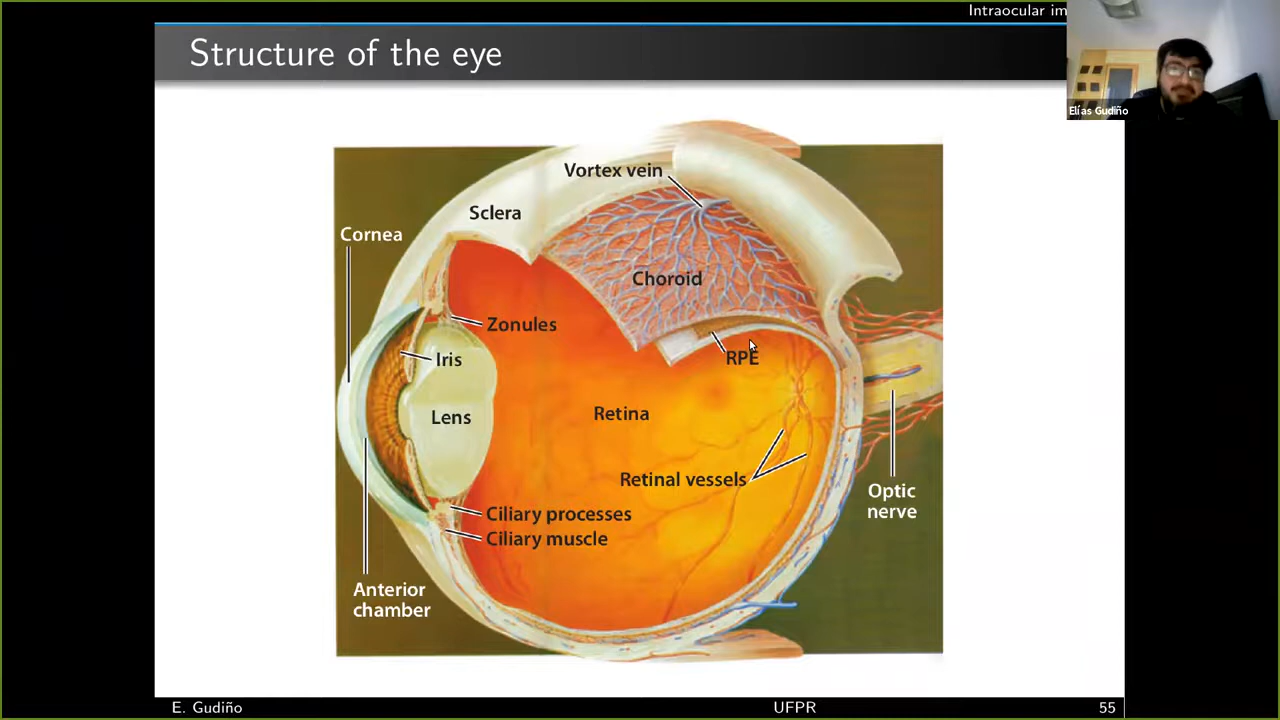 Intraocular im
Structure of the eye
Elías Gudiño
Vortex vein
Sclera
Cornea
Choroid
Zonules
Iris
RPE
Lens
Retina
Retinal vessels
Optic
nerve
Ciliary processes
Ciliary muscle
Anterior
chamber
E. Gudiño
UFPR
55